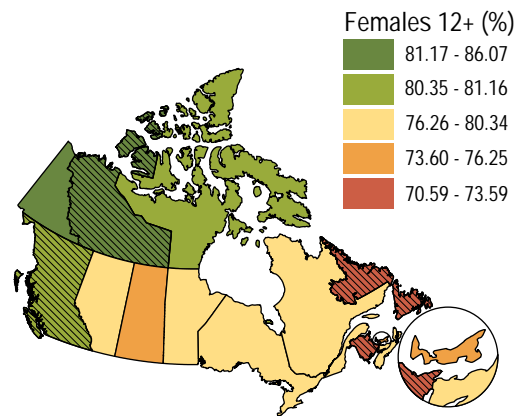 Females 12+ (%)
81.17 - 86.07
80.35 - 81.16
76.26 - 80.34
73.60 - 76.25
70.59 - 73.59